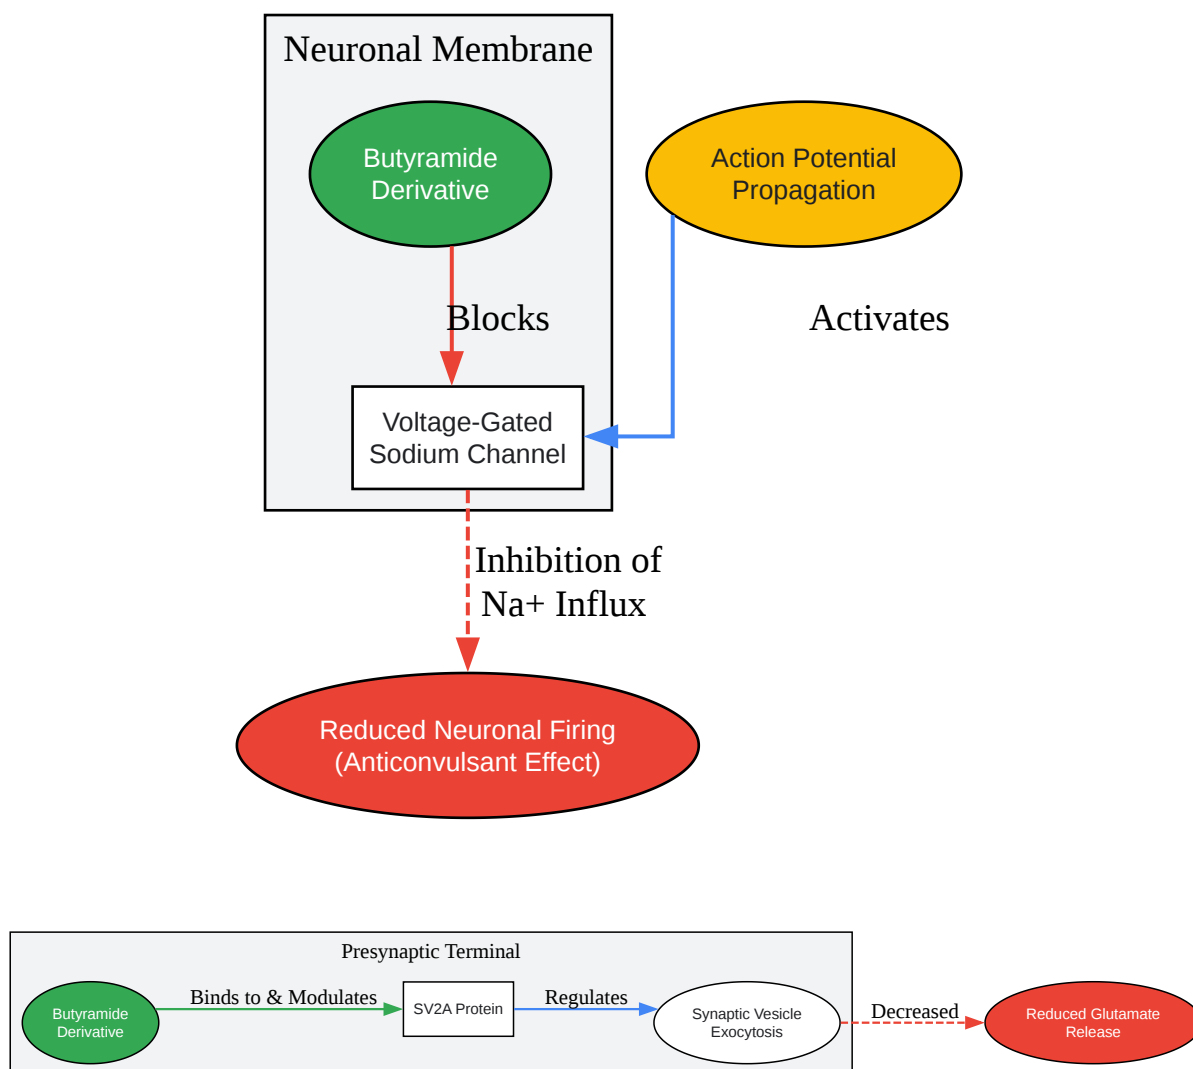 Neuronal Membrane
Butyramide
Derivative
Action Potential
Propagation
Blocks
Activates
Voltage-Gated
Sodium Channel
Inhibition of
Na+ Influx
Reduced Neuronal Firing
(Anticonvulsant Effect)
Presynaptic Terminal
Butyramide
Derivative
Binds to & Modulates
SV2A Protein
Regulates
Synaptic Vesicle
Exocytosis
Decreased
Reduced Glutamate
Release